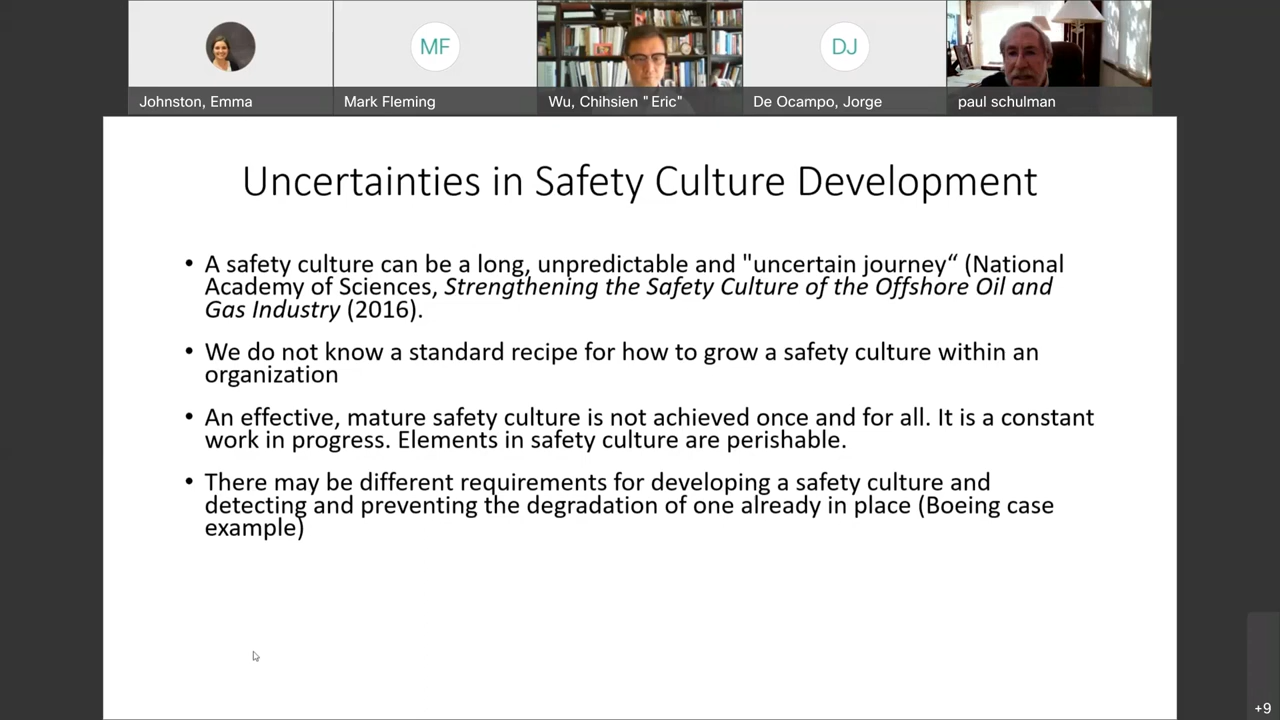 MF
DJ
Johnston, Emma
Mark Fleming
Wu, Chihsien "Eric"
De Ocampo, Jorge
paul schulman
Uncertainties in Safety Culture Development
• A safety culture can be a long, unpredictable and "uncertain journey“ (National
Academy of Sciences, Strengthening the Safety Culture of the Offshore Oil and
Gas Industry (2016).
• We do not know a standard recipe for how to grow a safety culture within an
organization
• An effective, mature safety culture is not achieved once and for all. It is a constant
work in progress. Elements in safety culture are perishable.
• There may be different requirements for developing a safety culture and
detecting and preventing the degradation of one already in place (Boeing case
example)
+9